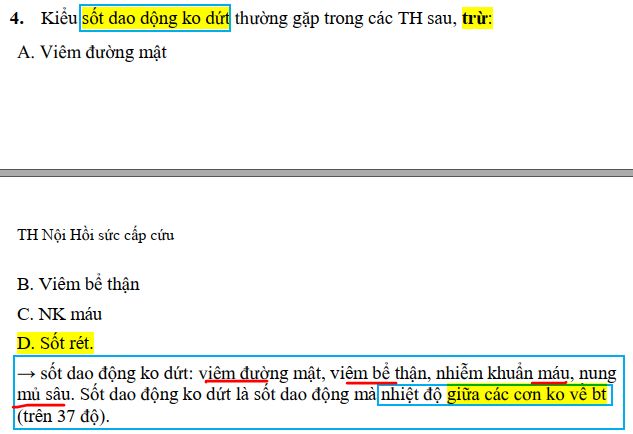 4. Kiểu sốt dao dộng ko dứt thường gặp trong các TH sau, trừ:
A. Viêm đường mật
TH Nội Hồi sức cấp cứu
B. Viêm bể thận
C. NK máu
D. Sốt rét.
→ sốt dao động ko dứt: viêm đường mật, viêm bể thận, nhiễm khuẩn máu, nung
mủ sâu. Sốt dao động ko dứt là sốt dao động mà nhiệt độ giữa các cơn ko về bt
(trên 37 độ).